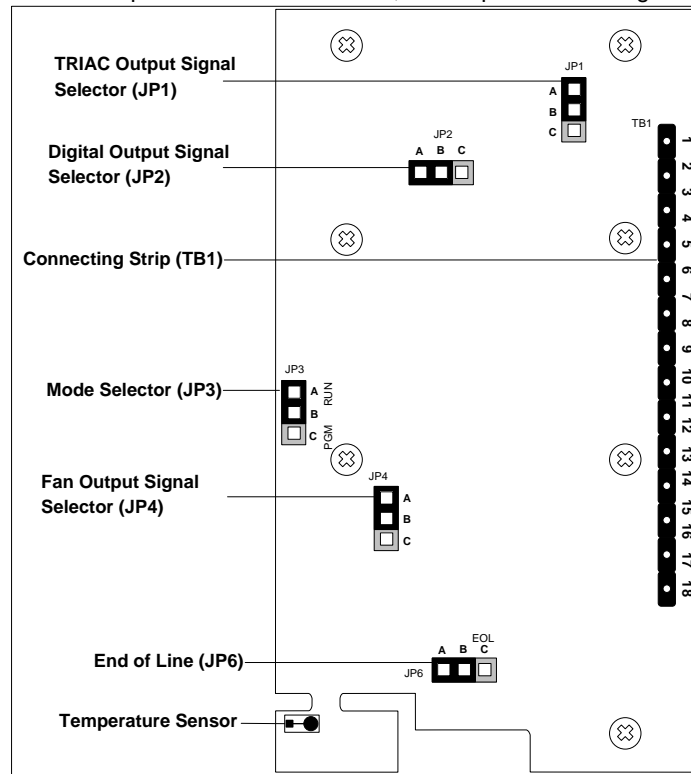 TRIAC Output Signal
Selector (JP1)
JP1
A
B
C
TB1
Digital Output Signal
Selector (JP2)
JP2
A B C
Connecting Strip (TB1)
1
2
3
4
5
6
7
8
9
10
11
12
13
14
15
16
17
18
Mode Selector (JP3)
JP3
A
B
C
RUN
PGM
Fan Output Signal
Selector (JP4)
JP4
A
B
C
End of Line (JP6)
EOL
A B C
JP6
Temperature Sensor